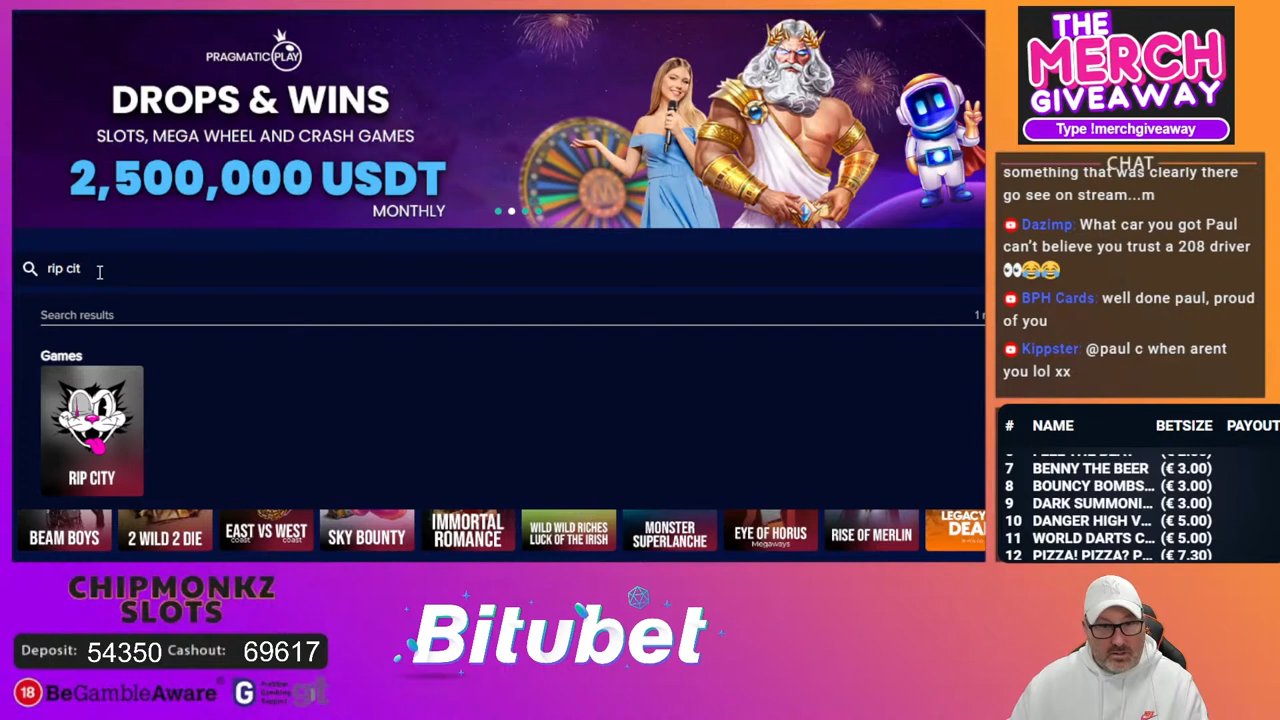 PRAGMATIC PLAY
DROPS & WINS
SLOTS, MEGA WHEEL AND CRASH GAMES
2,500,000 USDT
MONTHLY
rip cit
Search results
1
Games
RIP CITY
RIP CITY
BEAM BOYS
2 WILD 2 DIE
EAST VS WEST
coast coast
SKY BOUNTY
IMMORTAL
ROMANCE
WILD WILD RICHES
LUCK OF THE IRISH
MONSTER
SUPERLANCHE
EYE OF HORUS
Megaways
RISE OF MERLIN
LEGACY
DEA
CHIPMONKZ
SLOTS
Deposit: 54350 Cashout: 69617
18 BeGambleAware
Bitubet
THE
MERCH
GIVEAWAY
Type !merchgiveaway
CHAT
something that was clearly there
go see on stream...m
Dazimp: What car you got Paul
can't believe you trust a 208 driver
👀😂😂
BPH Cards: well done paul, proud
of you
Kippster: @paul c when arent
you lol xx
# NAME BETSIZE PAYOUT
7 BENNY THE BEER (€ 3.00)
8 BOUNCY BOMBS... (€ 3.00)
9 DARK SUMMONI... (€ 3.00)
10 DANGER HIGH V... (€ 5.00)
11 WORLD DARTS C... (€ 5.00)
12 PIZZA! PIZZA? P... (€ 7.30)